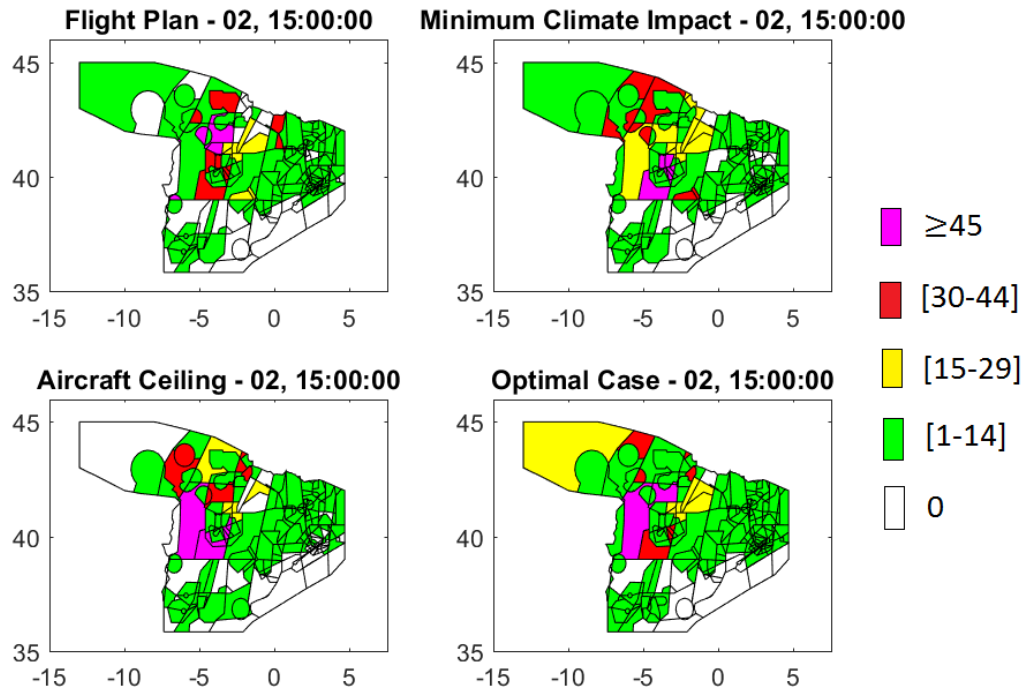 Flight Plan - 02, 15:00:00
45
40
35
-15 -10 -5 0 5
Minimum Climate Impact - 02, 15:00:00
45
40
35
-15 -10 -5 0 5
Aircraft Ceiling - 02, 15:00:00
45
40
35
-15 -10 -5 0 5
Optimal Case - 02, 15:00:00
45
40
35
-15 -10 -5 0 5
≥45
[30-44]
[15-29]
[1-14]
0